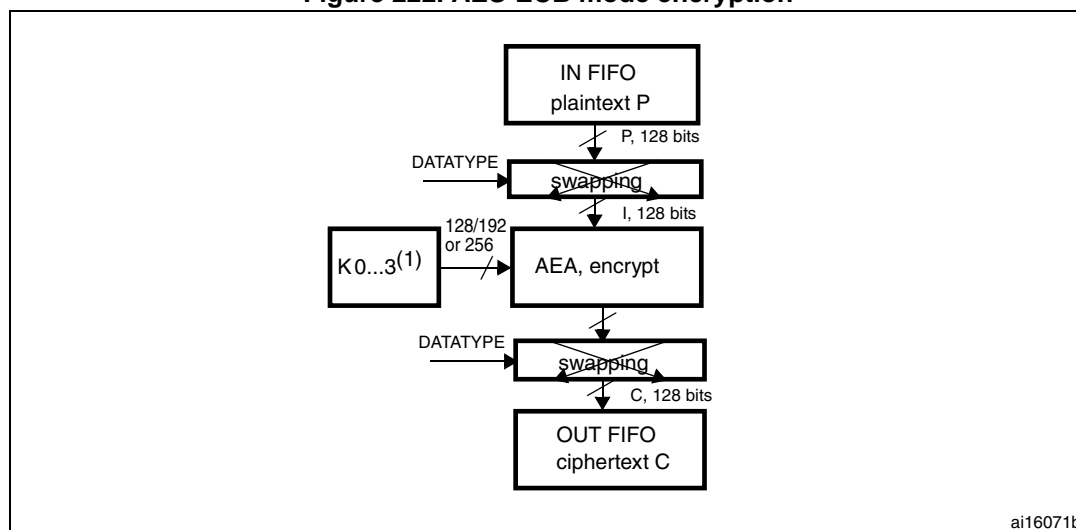 Figure 222. AES-ECB mode encryption
IN FIFO
plaintext P
P, 128 bits
DATATYPE
swapping
I, 128 bits
128/192
or 256
K0...3(1)
AEA, encrypt
DATATYPE
swapping
C, 128 bits
OUT FIFO
ciphertext C
ai16071b